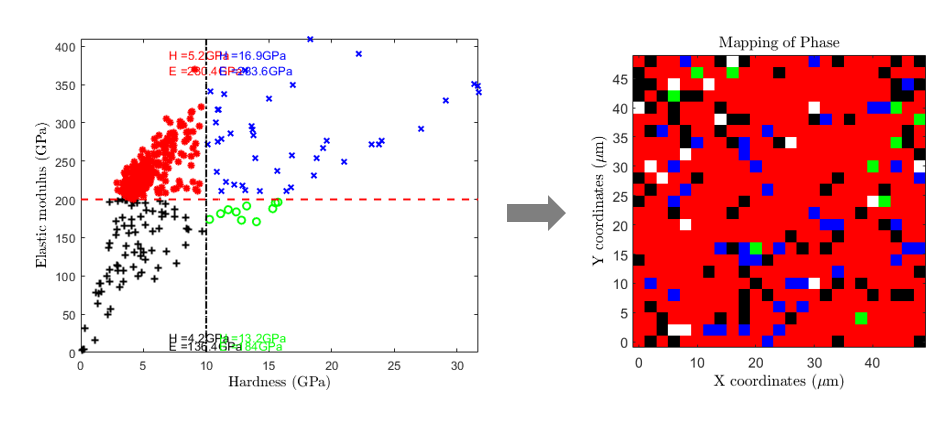 H =5.2GPa H =16.9GPa
E =230.4GPa E =283.6GPa
H =4.2GPa H =13.2GPa
E =136.4GPa E =184GPa
Elastic modulus (GPa)
400
350
300
250
200
150
100
50
0
0 5 10 15 20 25 30
Hardness (GPa)
Mapping of Phase
Y coordinates (μm)
45
40
35
30
25
20
15
10
5
0
0 10 20 30 40
X coordinates (μm)